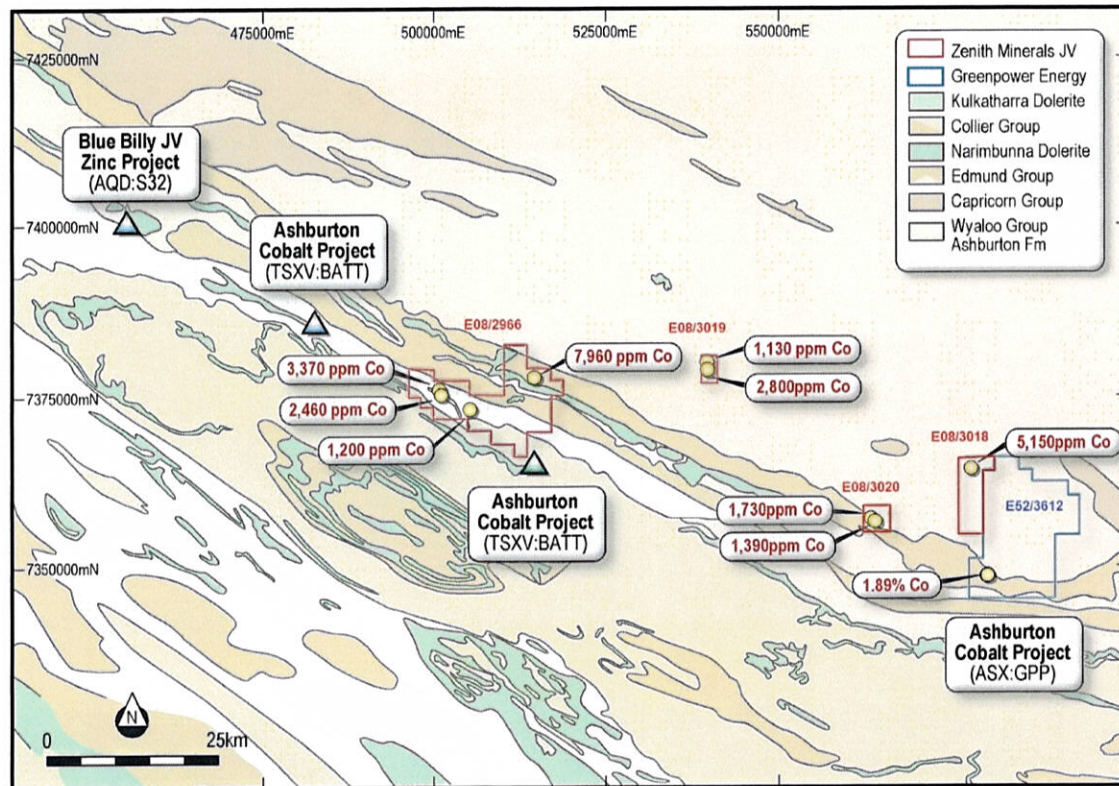 475000mE
500000mE
525000mE
550000mE
7425000mN
Zenith Minerals JV
Greenpower Energy
Kulkatharra Dolerite
Collier Group
Narimbunna Dolerite
Edmund Group
Capricorn Group
Wyaloo Group
Ashburton Fm
Blue Billy JV
Zinc Project
(AQD:S32)
7400000mN
Ashburton
Cobalt Project
(TSXV:BATT)
E08/2966
E08/3019
7,960 ppm Co
1,130 ppm Co
3,370 ppm Co
2,800ppm Co
7375000mN
2,460 ppm Co
1,200 ppm Co
E08/3018
5,150ppm Co
Ashburton
Cobalt Project
(TSXV:BATT)
E08/3020
E52/3612
1,730ppm Co
1,390ppm Co
7350000mN
1.89% Co
Ashburton
Cobalt Project
(ASX:GPP)
N
0
25km